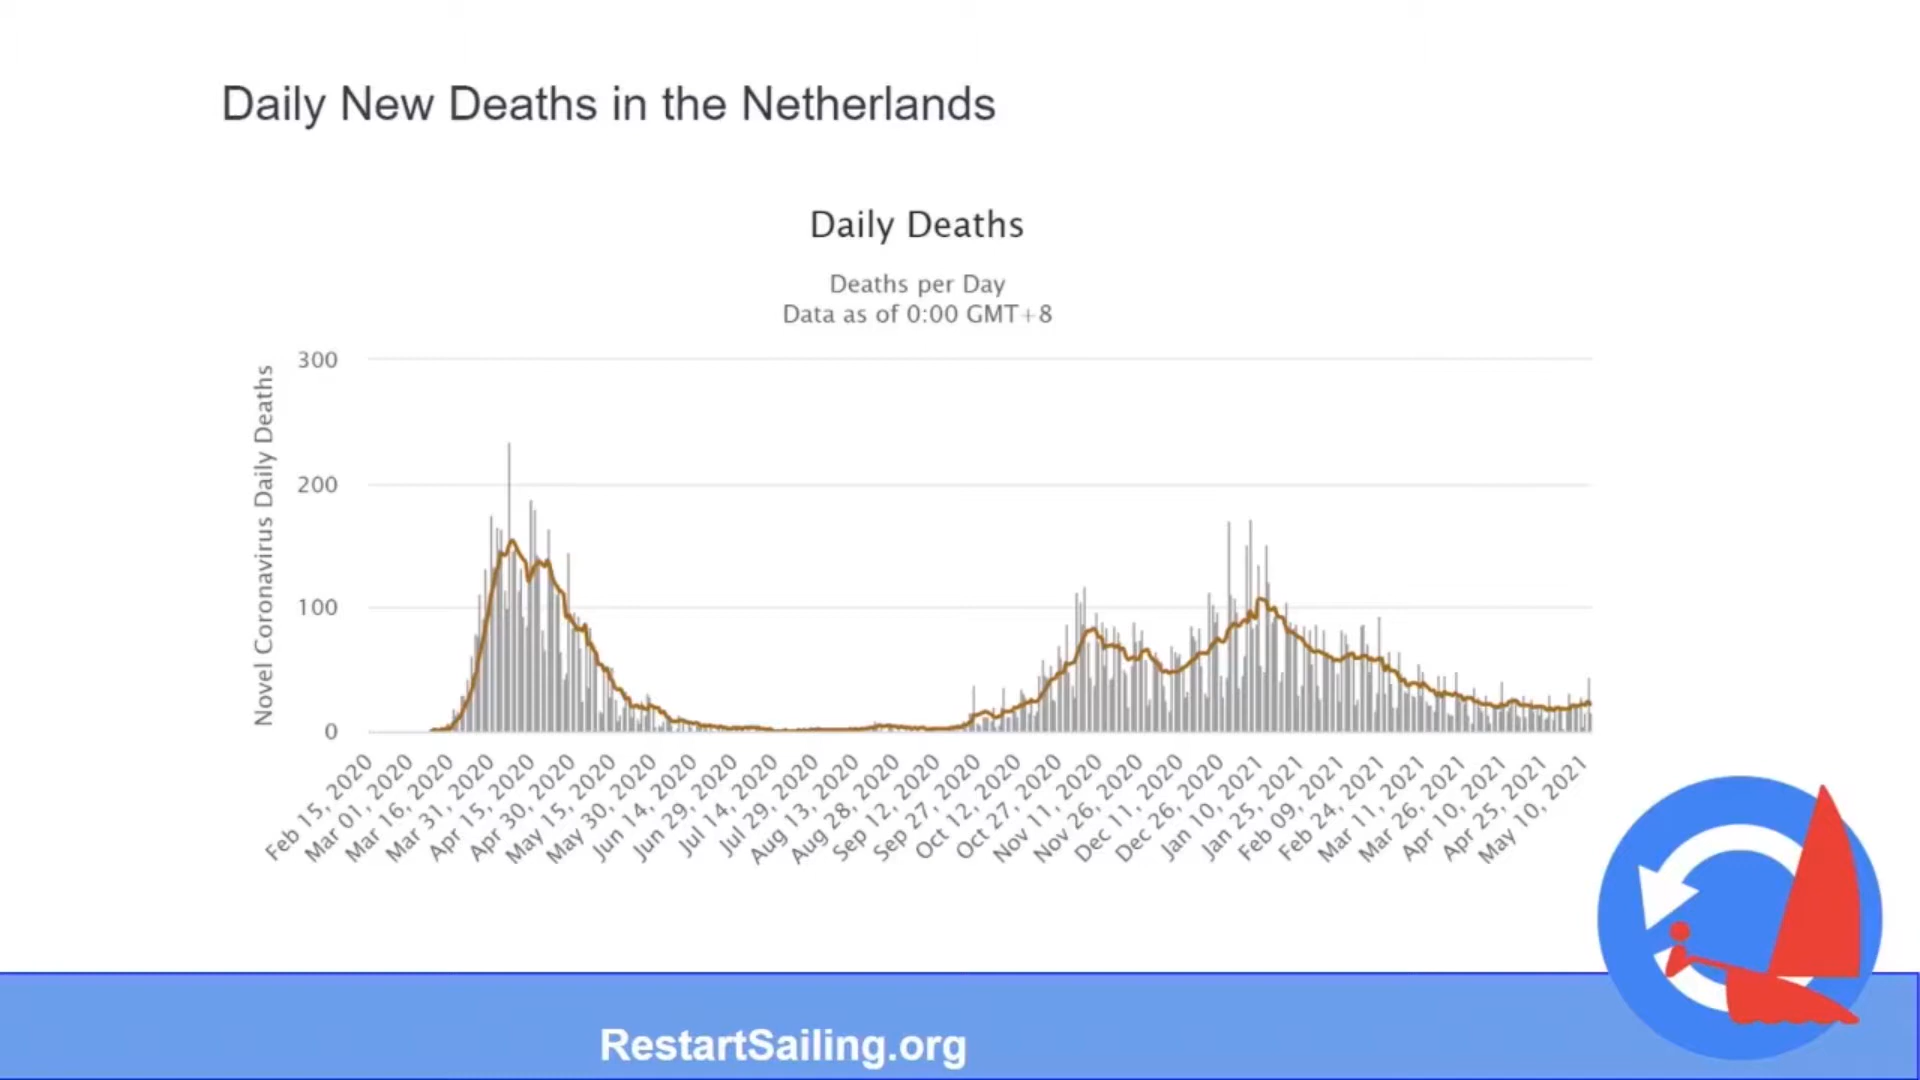 Daily New Deaths in the Netherlands
Daily Deaths
Deaths per Day
Data as of 0:00 GMT+8
Novel Coronavirus Daily Deaths
300
200
100
0
Feb 15, 2020
Mar 01, 2020
Mar 16, 2020
Mar 31, 2020
Apr 15, 2020
Apr 30, 2020
May 15, 2020
May 30, 2020
Jun 14, 2020
Jun 29, 2020
Jul 14, 2020
Jul 29, 2020
Aug 13, 2020
Aug 28, 2020
Sep 12, 2020
Sep 27, 2020
Oct 12, 2020
Oct 27, 2020
Nov 11, 2020
Nov 26, 2020
Dec 11, 2020
Dec 26, 2020
Jan 10, 2021
Jan 25, 2021
Feb 09, 2021
Feb 24, 2021
Mar 11, 2021
Mar 26, 2021
Apr 10, 2021
Apr 25, 2021
May 10, 2021
RestartSailing.org